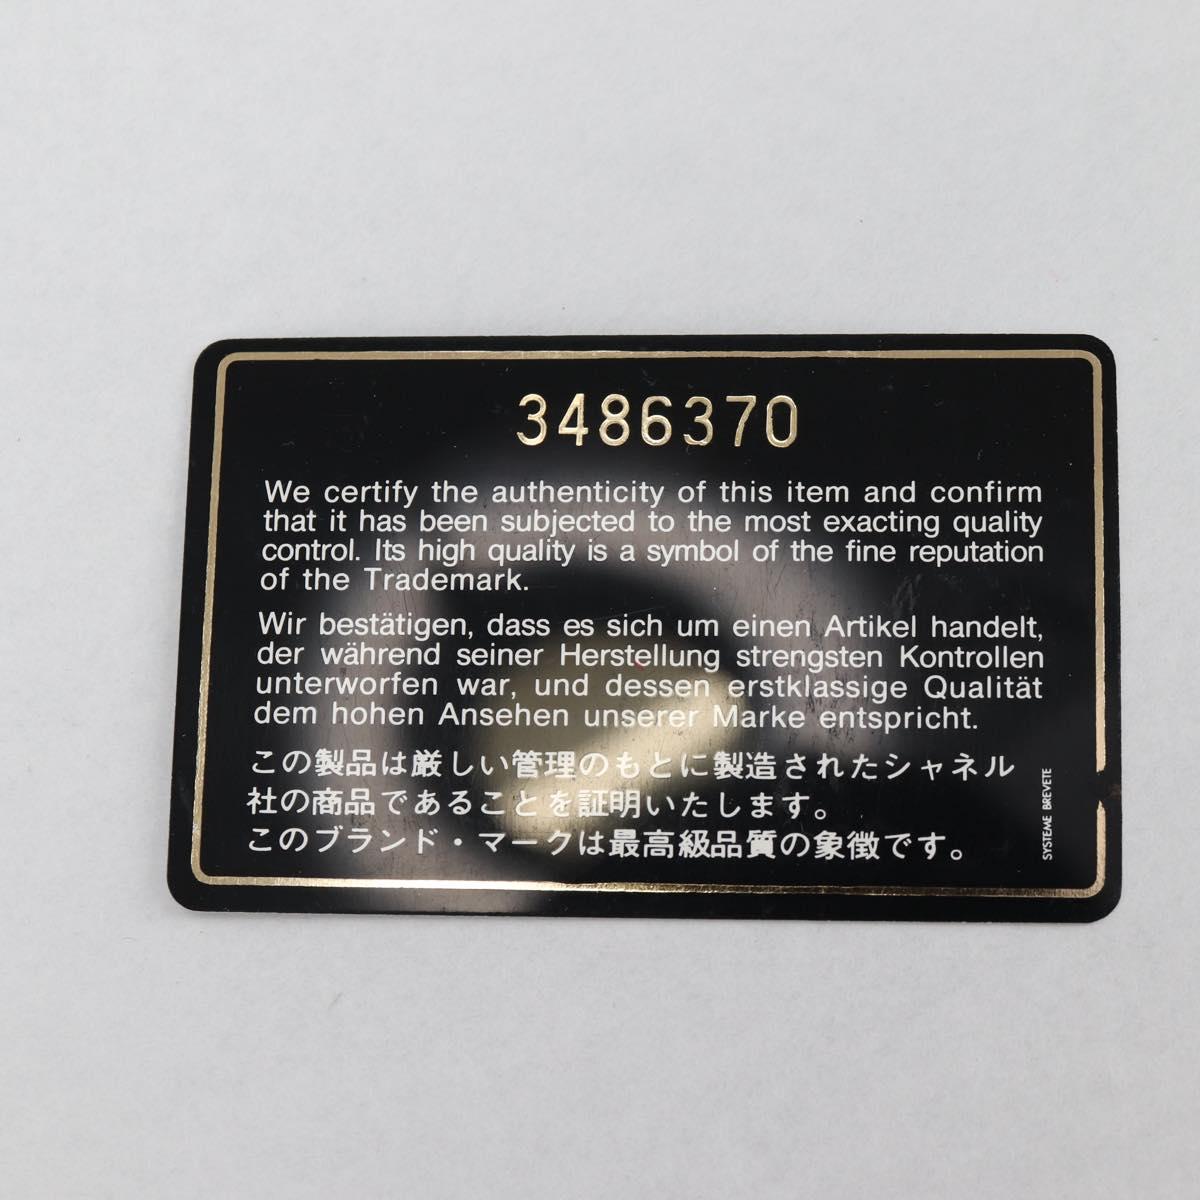 3486370
We certify the authenticity of this item and confirm
that it has been subjected to the most exacting quality
control. Its high quality is a symbol of the fine reputation
of the Trademark.
Wir bestätigen, dass es sich um einen Artikel handelt,
der während seiner Herstellung strengsten Kontrollen
unterworfen war, und dessen erstklassige Qualität
dem hohen Ansehen unserer Marke entspricht.
この製品は厳しい管理のもとに製造されたシャネル
社の商品であることを証明いたします。
このブランド・マークは最高級品質の象徴です。
SYSTEME BREVETE